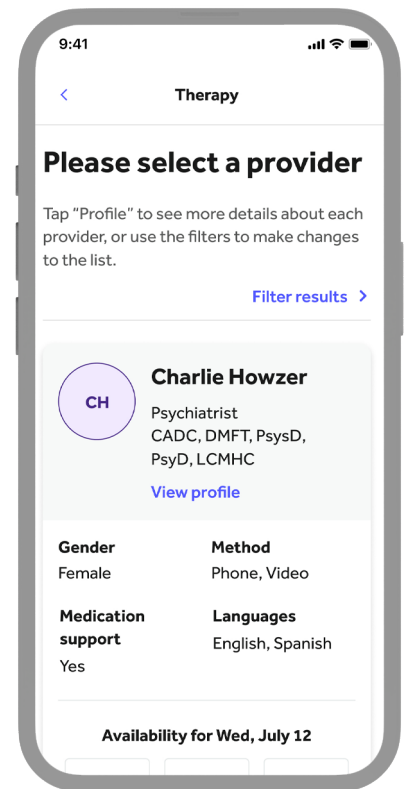 9:41
Therapy
Please select a provider
Tap “Profile” to see more details about each
provider, or use the filters to make changes
to the list.
Filter results
CH
Charlie Howzer
Psychiatrist
CADC, DMFT, PsysD,
PsyD, LCMHC
View profile
Gender
Female
Method
Phone, Video
Medication
support
Yes
Languages
English, Spanish
Availability for Wed, July 12